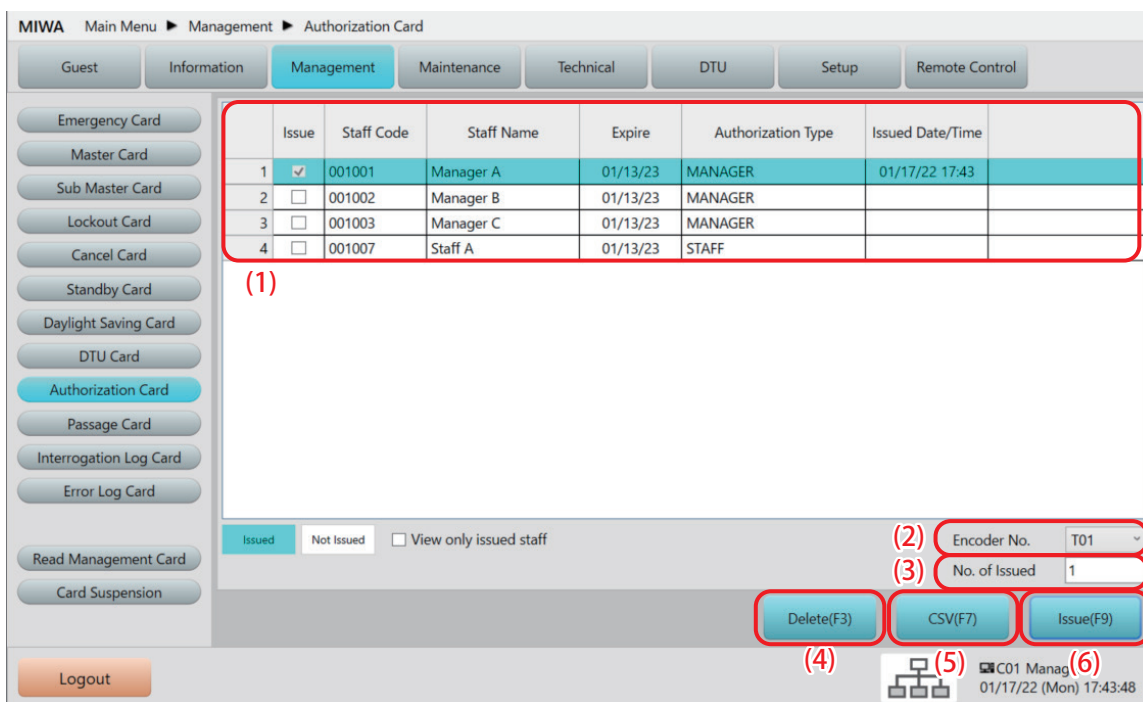 MIWA Main Menu ▶ Management ▶ Authorization Card
Guest Information Management Maintenance Technical DTU Setup Remote Control
Emergency Card
Master Card
Sub Master Card
Lockout Card
Cancel Card
Standby Card
Daylight Saving Card
DTU Card
Authorization Card
Passage Card
Interrogation Log Card
Error Log Card
Read Management Card
Card Suspension
Issue Staff Code Staff Name Expire Authorization Type Issued Date/Time
1 001001 Manager A 01/13/23 MANAGER 01/17/22 17:43
2 001002 Manager B 01/13/23 MANAGER
3 001003 Manager C 01/13/23 MANAGER
4 001007 Staff A 01/13/23 STAFF
(1)
Issued Not Issued View only issued staff
(2) Encoder No. T01
(3) No. of Issued 1
Delete(F3) CSV(F7) Issue(F9)
(4) (5) (6)
Logout
C01 Manag
01/17/22 (Mon) 17:43:48